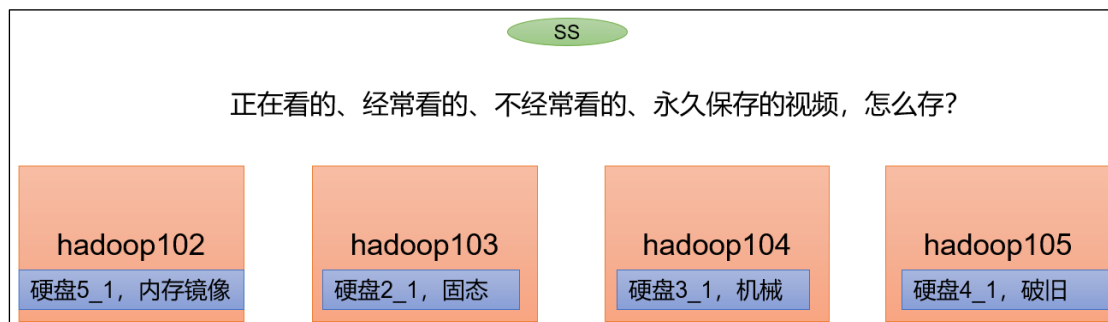 SS
正在看的、经常看的、不经常看的、永久保存的视频，怎么存？
hadoop102
hadoop103
hadoop104
hadoop105
硬盘5_1，内存镜像
硬盘2_1，固态
硬盘3_1，机械
硬盘4_1，破旧